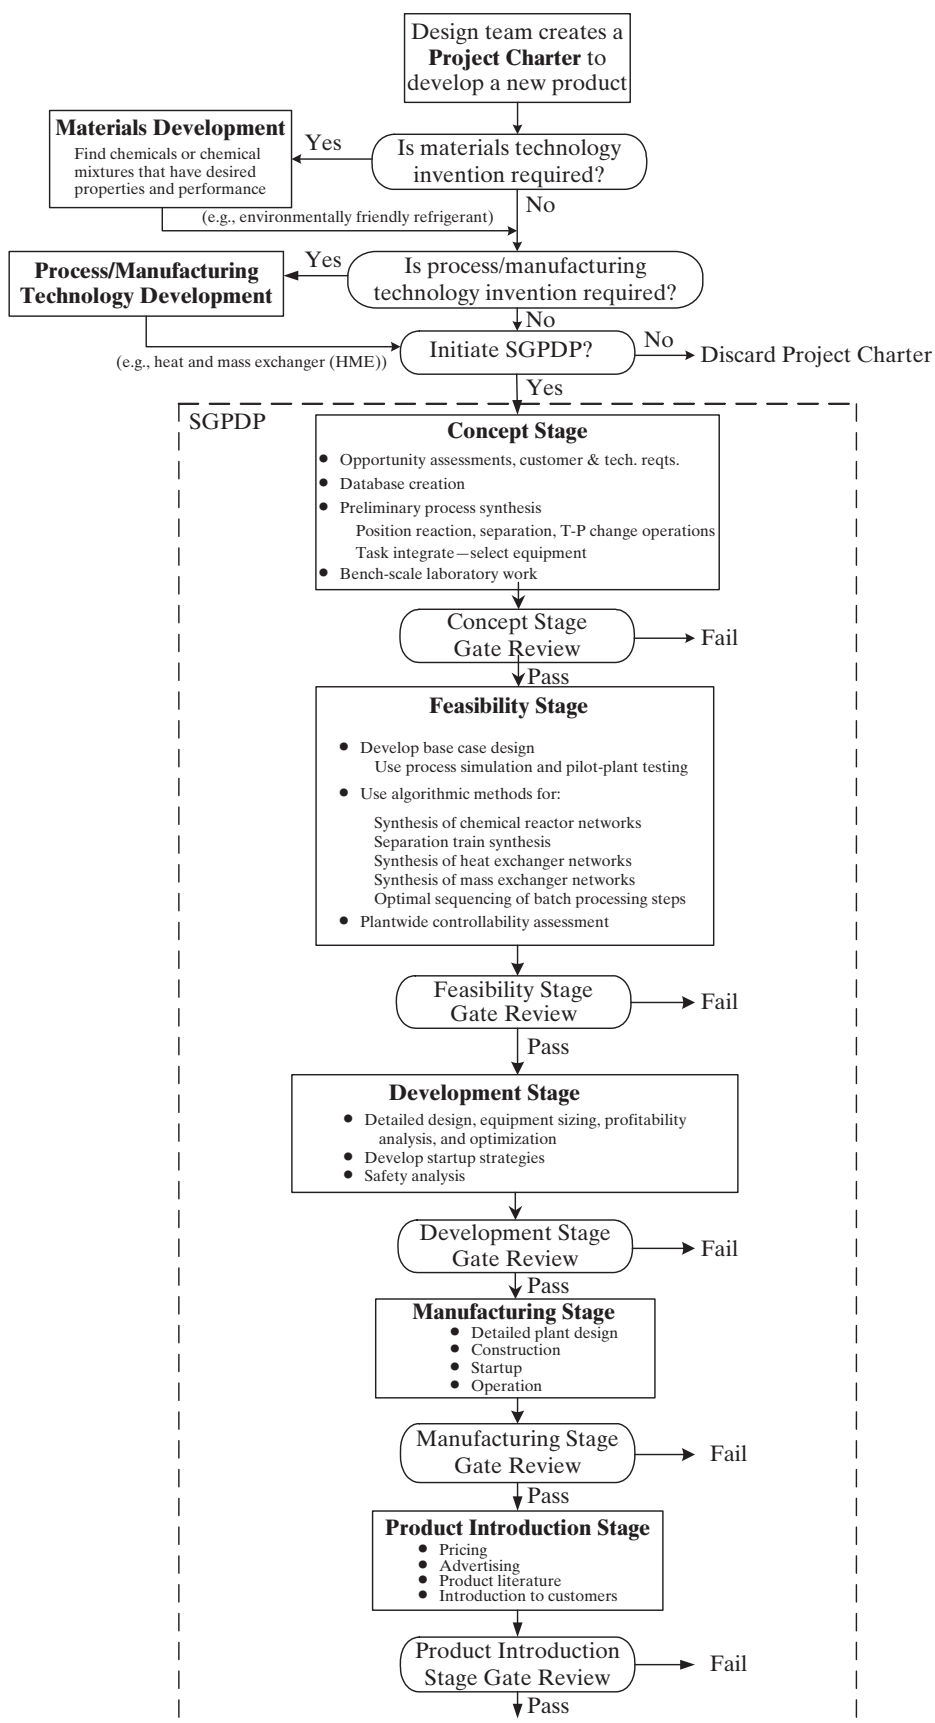 Design team creates a
Project Charter to
develop a new product
Materials Development
Find chemicals or chemical
mixtures that have desired
properties and performance
Yes
Is materials technology
invention required?
No
(e.g., environmentally friendly refrigerant)
Process/Manufacturing
Technology Development
Yes
Is process/manufacturing
technology invention required?
No
(e.g., heat and mass exchanger (HME))
Initiate SGPDP?
No
Discard Project Charter
Yes
SGPDP
Concept Stage
● Opportunity assessments, customer & tech. reqts.
● Database creation
● Preliminary process synthesis
Position reaction, separation, T-P change operations
Task integrate—select equipment
● Bench-scale laboratory work
Concept Stage
Gate Review
Fail
Pass
Feasibility Stage
● Develop base case design
Use process simulation and pilot-plant testing
● Use algorithmic methods for:
Synthesis of chemical reactor networks
Separation train synthesis
Synthesis of heat exchanger networks
Synthesis of mass exchanger networks
Optimal sequencing of batch processing steps
● Plantwide controllability assessment
Feasibility Stage
Gate Review
Fail
Pass
Development Stage
● Detailed design, equipment sizing, profitability
analysis, and optimization
● Develop startup strategies
● Safety analysis
Development Stage
Gate Review
Fail
Pass
Manufacturing Stage
● Detailed plant design
● Construction
● Startup
● Operation
Manufacturing Stage
Gate Review
Fail
Pass
Product Introduction Stage
● Pricing
● Advertising
● Product literature
● Introduction to customers
Product Introduction
Stage Gate Review
Fail
Pass